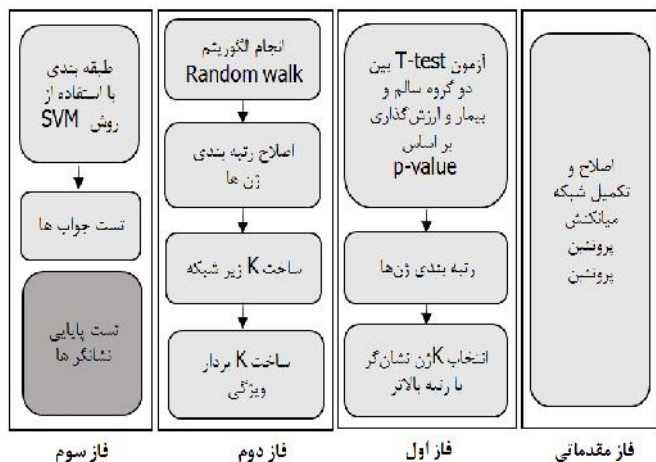 اصلاح و
تکمیل شبکه
میانکنش
پروتئین
پروتئین
فاز مقدماتی
آزمون T-test بین
دو گروه سالم و
بیمار و ارزش‌گذاری
بر اساس
p-value
رتبه بندی ژن‌ها
انتخاب Kژن نشان‌گر
با رتبه بالاتر
فاز اول
انجام الگوریتم
Random walk
اصلاح رتبه بندی
ژن ها
ساخت K زیر شبکه
ساخت K بردار
ویژگی
فاز دوم
طبقه بندی
با استفاده از
روش SVM
تست جواب ها
تست پایایی
نشانگر ها
فاز سوم